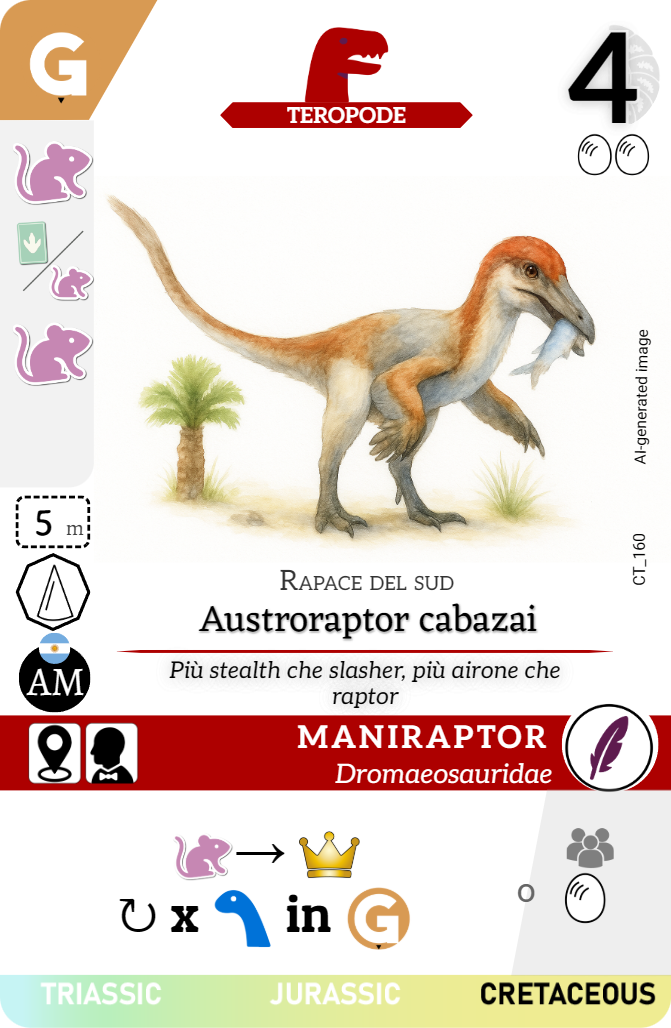 G
TEROPODE
4
5 m
AM
AI-generated image
CT_160
Rapace del sud
Austroraptor cabazai
Più stealth che slasher, più airone che
raptor
MANIRAPTOR
Dromaeosauridae
x in G
o
TRIASSIC JURASSIC CRETACEOUS